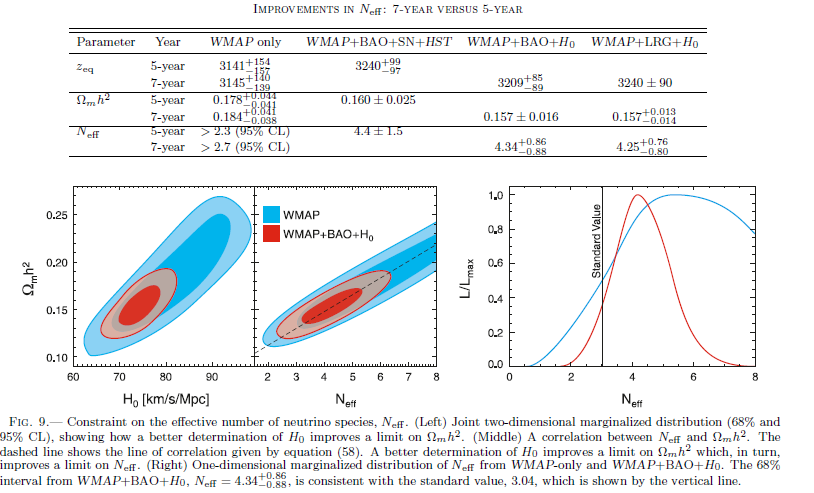 IMPROVEMENTS IN N_eff: 7-YEAR VERSUS 5-YEAR
Parameter Year WMAP only WMAP+BAO+SN+HST WMAP+BAO+H_0 WMAP+LRG+H_0
z_eq 5-year 3141^{+154}_{-157} 3240^{+99}_{-97}
7-year 3145^{+140}_{-139} 3209^{+85}_{-89} 3240 ± 90
Ω_m h^2 5-year 0.178^{+0.044}_{-0.041} 0.160 ± 0.025
7-year 0.184^{+0.041}_{-0.038} 0.157 ± 0.016 0.157^{+0.013}_{-0.014}
N_eff 5-year > 2.3 (95% CL) 4.4 ± 1.5
7-year > 2.7 (95% CL) 4.34^{+0.86}_{-0.88} 4.25^{+0.76}_{-0.80}
Ω_m h^2
0.25
0.20
0.15
0.10
60 70 80 90
H_0 [km/s/Mpc]
WMAP
WMAP+BAO+H_0
2 3 4 5 6 7 8
N_eff
L/L_max
1.0
0.8
0.6
0.4
0.2
0.0
Standard Value
0 2 4 6 8
N_eff
FIG. 9.— Constraint on the effective number of neutrino species, N_eff. (Left) Joint two-dimensional marginalized distribution (68% and
95% CL), showing how a better determination of H_0 improves a limit on Ω_m h^2. (Middle) A correlation between N_eff and Ω_m h^2. The
dashed line shows the line of correlation given by equation (58). A better determination of H_0 improves a limit on Ω_m h^2 which, in turn,
improves a limit on N_eff. (Right) One-dimensional marginalized distribution of N_eff from WMAP-only and WMAP+BAO+H_0. The 68%
interval from WMAP+BAO+H_0, N_eff = 4.34^{+0.86}_{-0.88}, is consistent with the standard value, 3.04, which is shown by the vertical line.